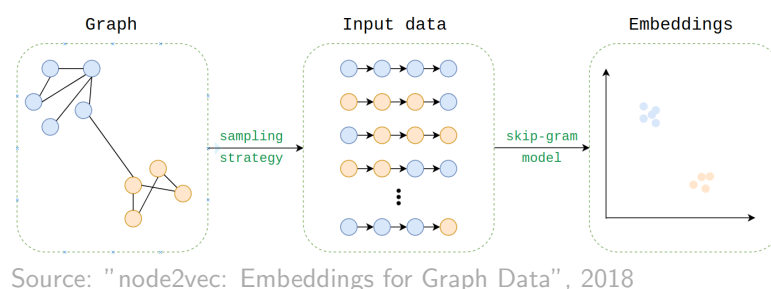 Graph
Input data
Embeddings
sampling
strategy
skip-gram
model
Source: "node2vec: Embeddings for Graph Data", 2018